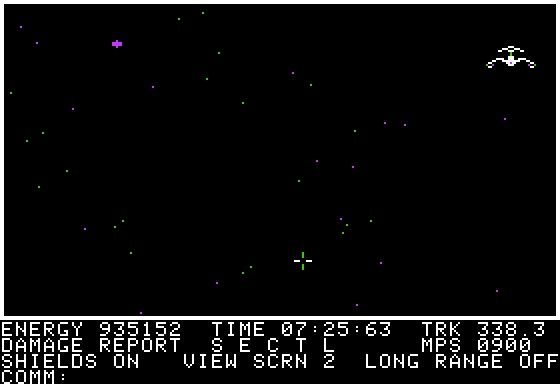 ENERGY 935152 TIME 07:25:63 TRK 338.3
DAMAGE REPORT S E C T L MPS 0900
SHIELDS ON VIEW SCRN 2 LONG RANGE OFF
COMM: